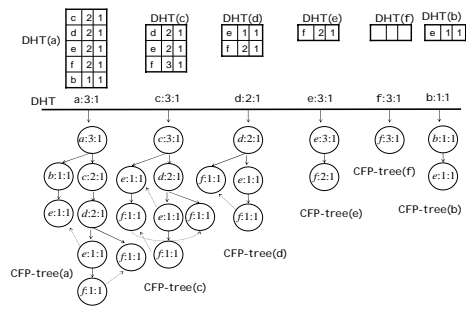 DHT(a)
c 2 1
d 2 1
e 2 1
f 2 1
b 1 1
DHT(c)
d 2 1
e 2 1
e 2 1
f 3 1
DHT(d)
e 1 1
f 2 1
DHT(e)
f 2 1
DHT(f)
DHT(b)
e 1 1
DHT a:3:1 c:3:1 d:2:1 e:3:1 f:3:1 b:1:1
a:3:1 c:3:1 d:2:1 e:3:1 f:3:1 b:1:1
b:1:1 c:2:1 e:1:1 d:2:1 f:1:1 e:1:1 f:2:1 e:1:1
CFP-tree(f)
e:1:1 d:2:1 f:1:1 e:1:1 f:1:1 f:1:1
CFP-tree(e) CFP-tree(b)
e:1:1 f:1:1 f:1:1
CFP-tree(d)
CFP-tree(a)
CFP-tree(c)
f:1:1